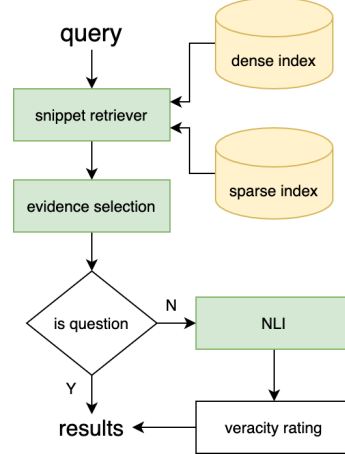 query
dense index
snippet retriever
sparse index
evidence selection
is question
N
NLI
Y
results
veracity rating